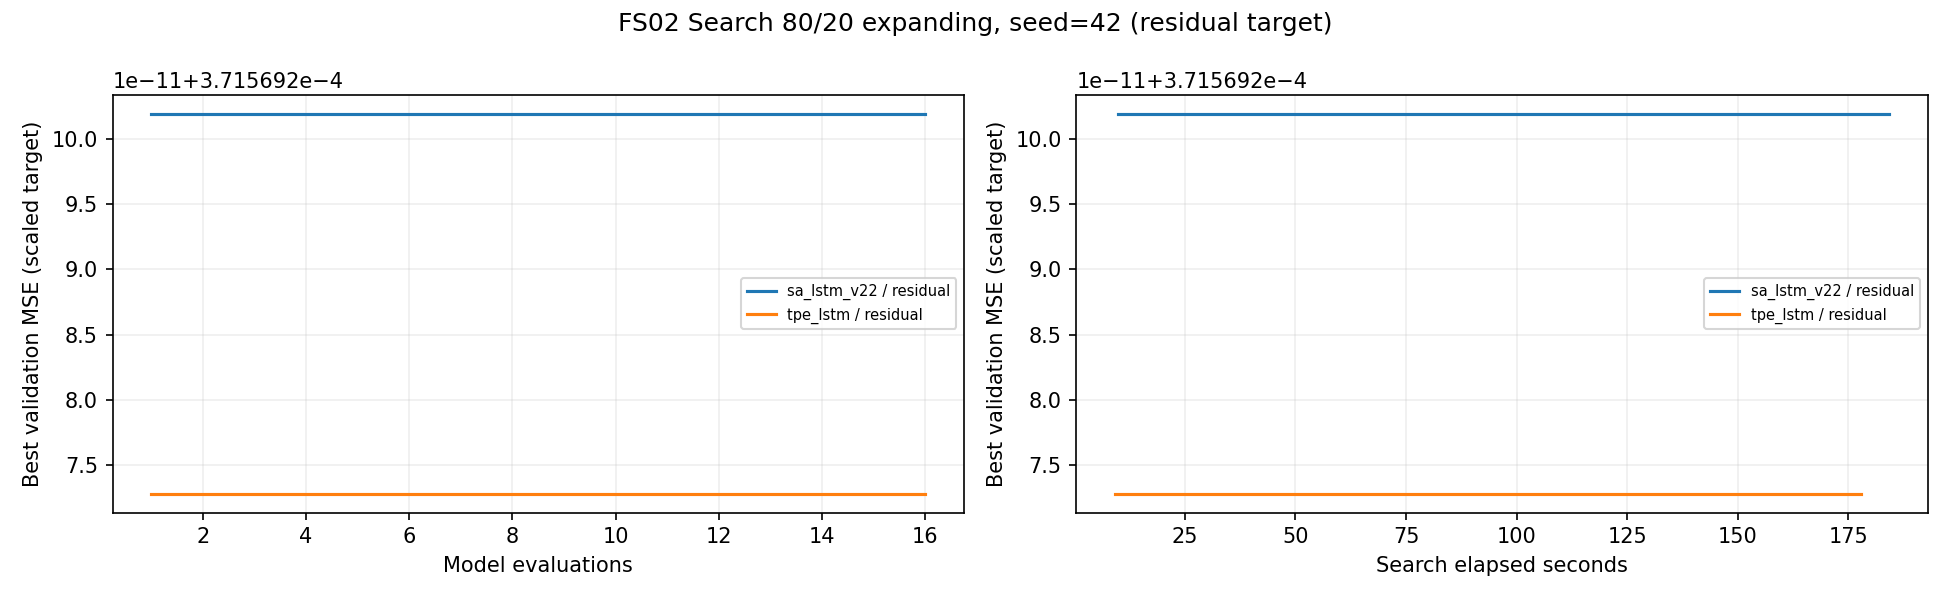 FS02 Search 80/20 expanding, seed=42 (residual target)
1e−11+3.715692e−4
Best validation MSE (scaled target)
10.0
9.5
9.0
8.5
8.0
7.5
sa_lstm_v22 / residual
tpe_lstm / residual
2 4 6 8 10 12 14 16
Model evaluations
1e−11+3.715692e−4
Best validation MSE (scaled target)
10.0
9.5
9.0
8.5
8.0
7.5
sa_lstm_v22 / residual
tpe_lstm / residual
25 50 75 100 125 150 175
Search elapsed seconds